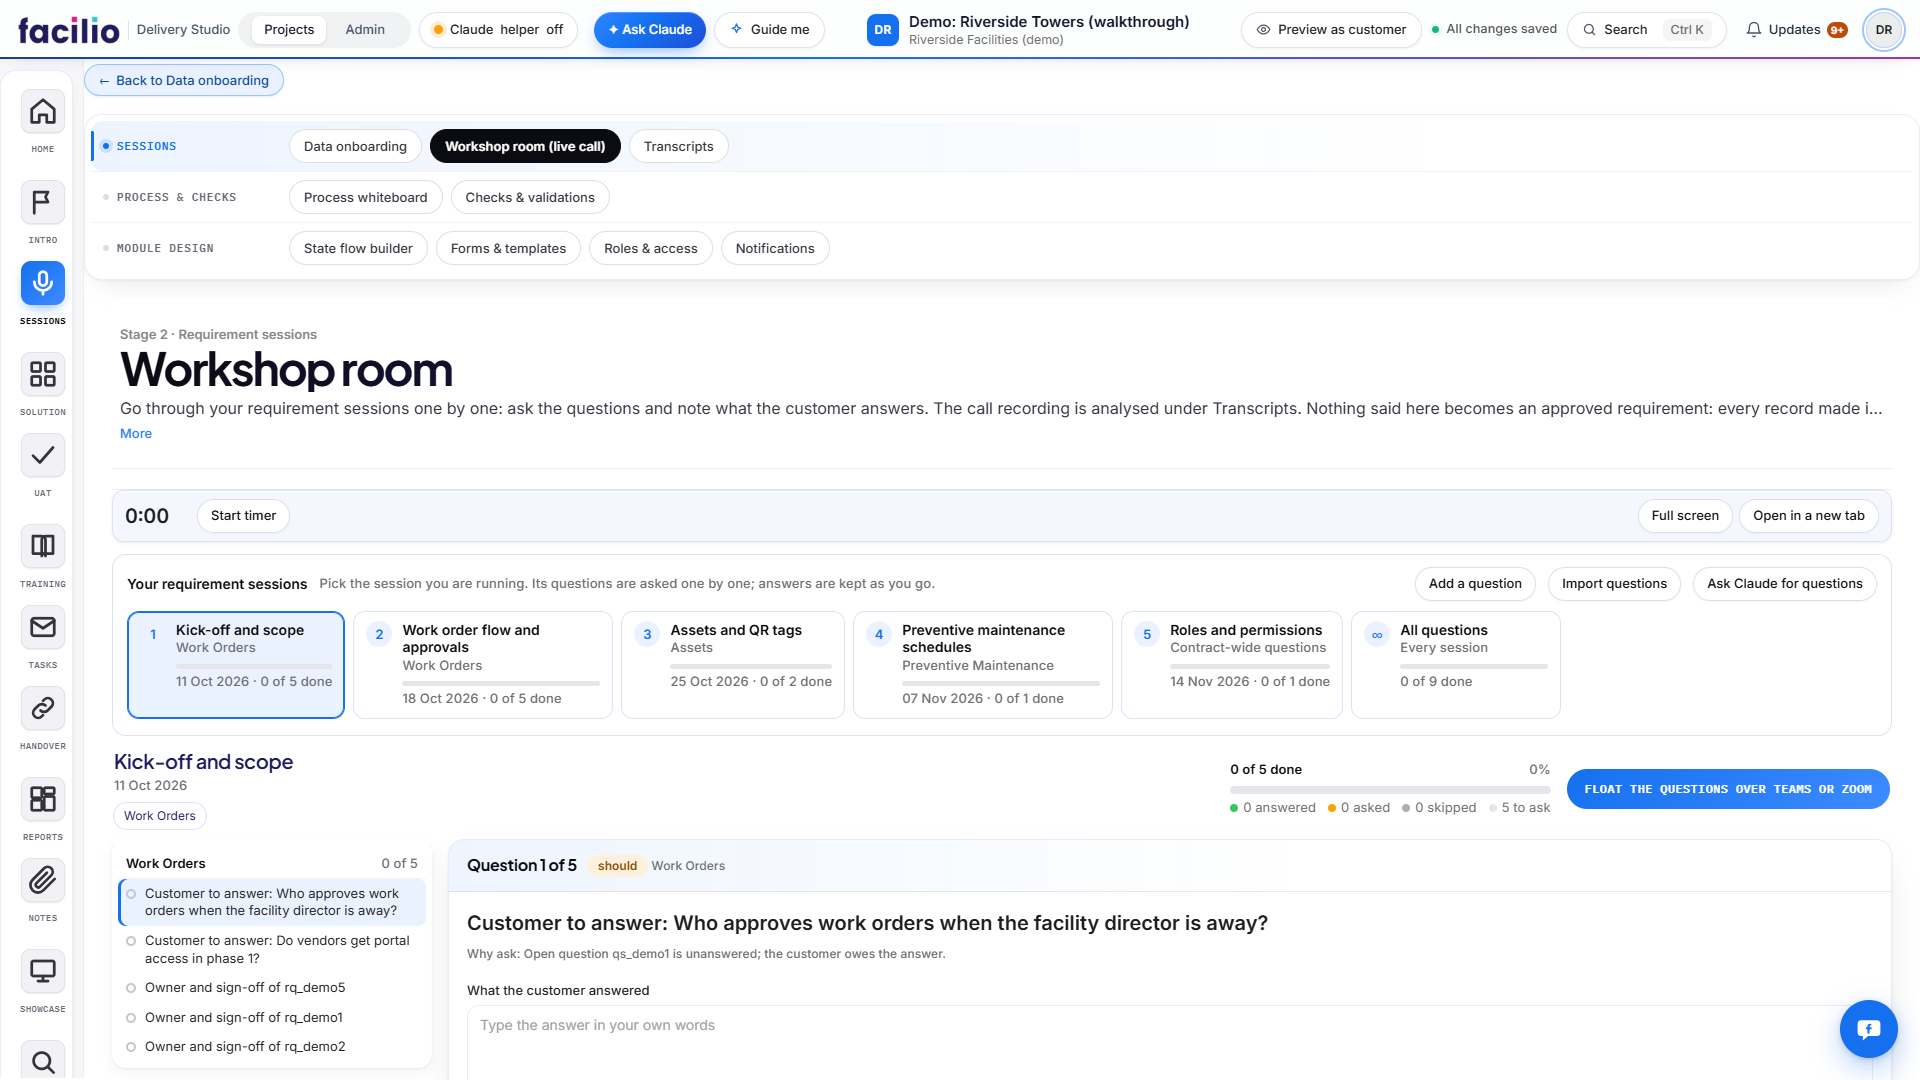 facilio
Delivery Studio
Projects
Admin
Claude helper off
✦ Ask Claude
Guide me
DR
Demo: Riverside Towers (walkthrough)
Riverside Facilities (demo)
Preview as customer
All changes saved
Search
Ctrl K
Updates
9+
DR
← Back to Data onboarding
HOME
INTRO
SESSIONS
SOLUTION
UAT
TRAINING
TASKS
HANDOVER
REPORTS
NOTES
SHOWCASE
SESSIONS
Data onboarding
Workshop room (live call)
Transcripts
PROCESS & CHECKS
Process whiteboard
Checks & validations
MODULE DESIGN
State flow builder
Forms & templates
Roles & access
Notifications
Stage 2 · Requirement sessions
Workshop room
Go through your requirement sessions one by one: ask the questions and note what the customer answers. The call recording is analysed under Transcripts. Nothing said here becomes an approved requirement: every record made i...
More
0:00
Start timer
Full screen
Open in a new tab
Your requirement sessions
Pick the session you are running. Its questions are asked one by one; answers are kept as you go.
Add a question
Import questions
Ask Claude for questions
1
Kick-off and scope
Work Orders
11 Oct 2026 · 0 of 5 done
2
Work order flow and
approvals
Work Orders
18 Oct 2026 · 0 of 5 done
3
Assets and QR tags
Assets
25 Oct 2026 · 0 of 2 done
4
Preventive maintenance
schedules
Preventive Maintenance
07 Nov 2026 · 0 of 1 done
5
Roles and permissions
Contract-wide questions
14 Nov 2026 · 0 of 1 done
∞
All questions
Every session
0 of 9 done
Kick-off and scope
11 Oct 2026
Work Orders
0 of 5 done
0%
0 answered
0 asked
0 skipped
5 to ask
FLOAT THE QUESTIONS OVER TEAMS OR ZOOM
Work Orders
0 of 5
Customer to answer: Who approves work
orders when the facility director is away?
Customer to answer: Do vendors get portal
access in phase 1?
Owner and sign-off of rq_demo5
Owner and sign-off of rq_demo1
Owner and sign-off of rq_demo2
Question 1 of 5
should
Work Orders
Customer to answer: Who approves work orders when the facility director is away?
Why ask: Open question qs_demo1 is unanswered; the customer owes the answer.
What the customer answered
Type the answer in your own words